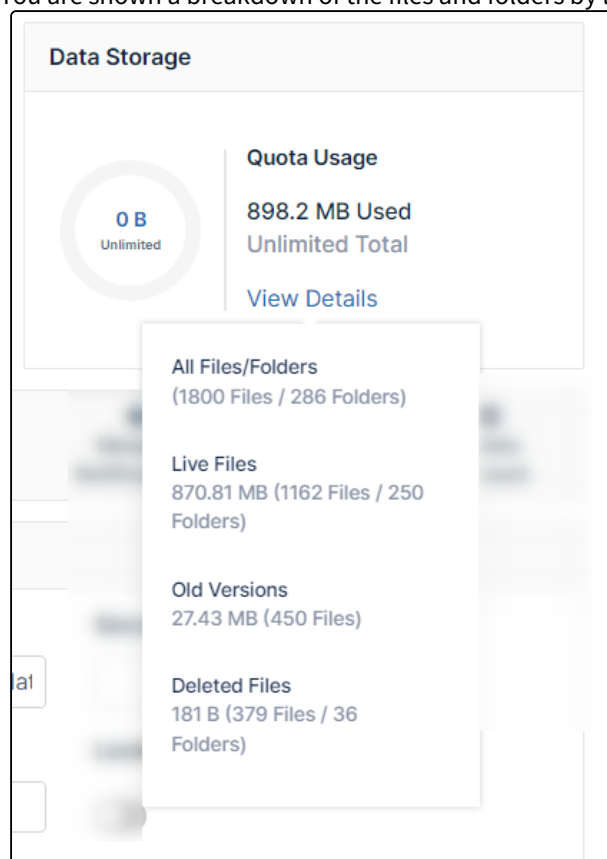 You are shown a breakdown of the files and folders by
Data Storage
0 B
Unlimited
Quota Usage
898.2 MB Used
Unlimited Total
View Details
All Files/Folders
(1800 Files / 286 Folders)
Live Files
870.81 MB (1162 Files / 250
Folders)
Old Versions
27.43 MB (450 Files)
Deleted Files
181 B (379 Files / 36
Folders)